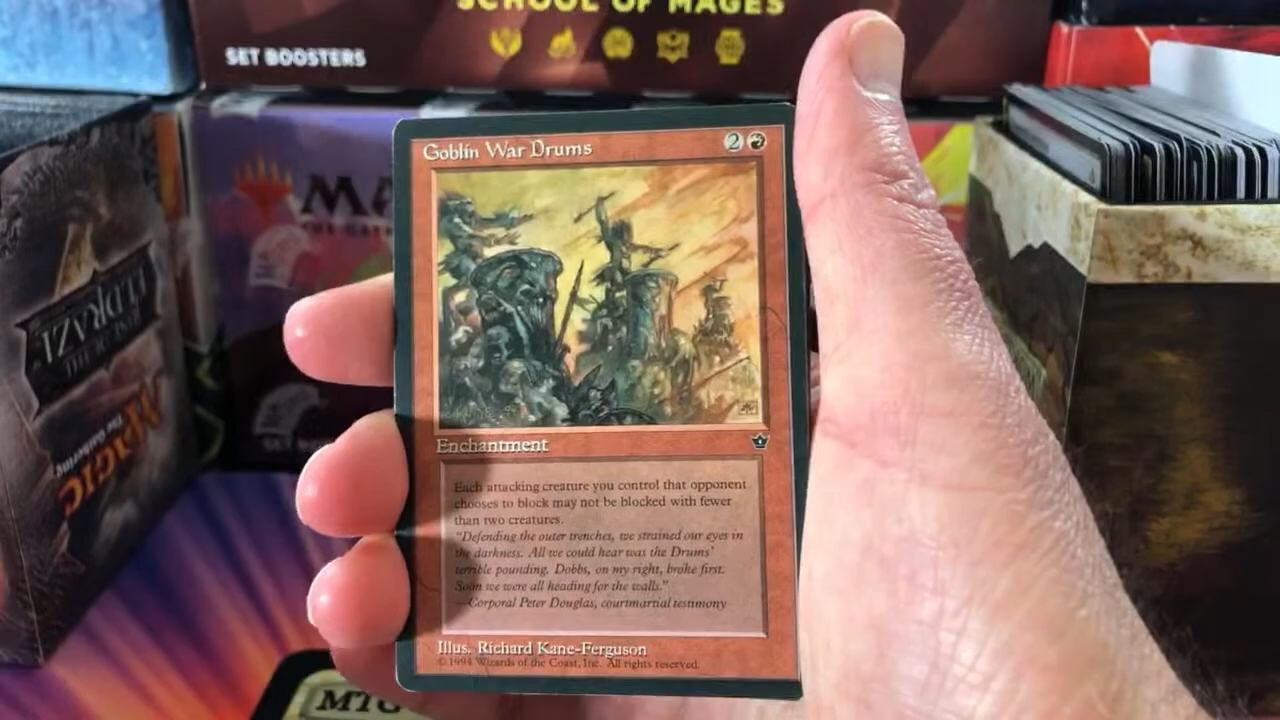 SCHOOL OF MAGES
SET BOOSTERS
MA
Goblin War Drums
2
ELDRAZI
MAGIC
The Gathering
Enchantment
Each attacking creature you control that opponent
chooses to block may not be blocked with fewer
than two creatures.
"Defending the outer trenches, we strained our eyes in
the darkness. All we could hear was the Drums'
terrible pounding. Dobbs, on my right, broke first.
Soon we were all heading for the walls."
—Corporal Peter Douglas, courtmartial testimony
Illus. Richard Kane-Ferguson
© 1994 Wizards of the Coast, Inc. All rights reserved.
MTG